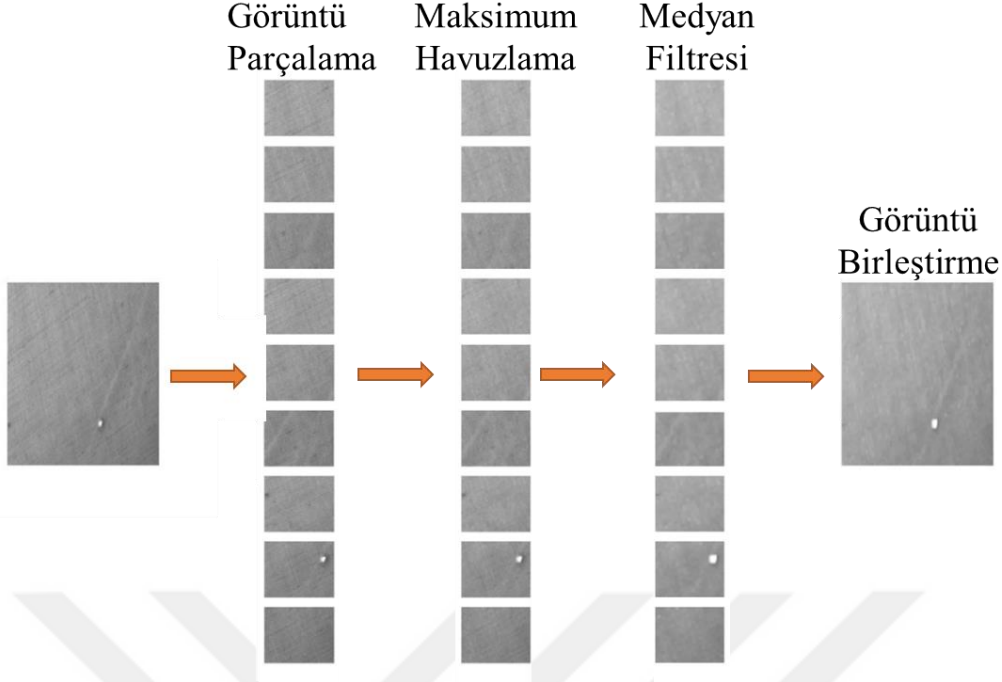 Görüntü
Parçalama
Maksimum
Havuzlama
Medyan
Filtresi
Görüntü
Birleştirme